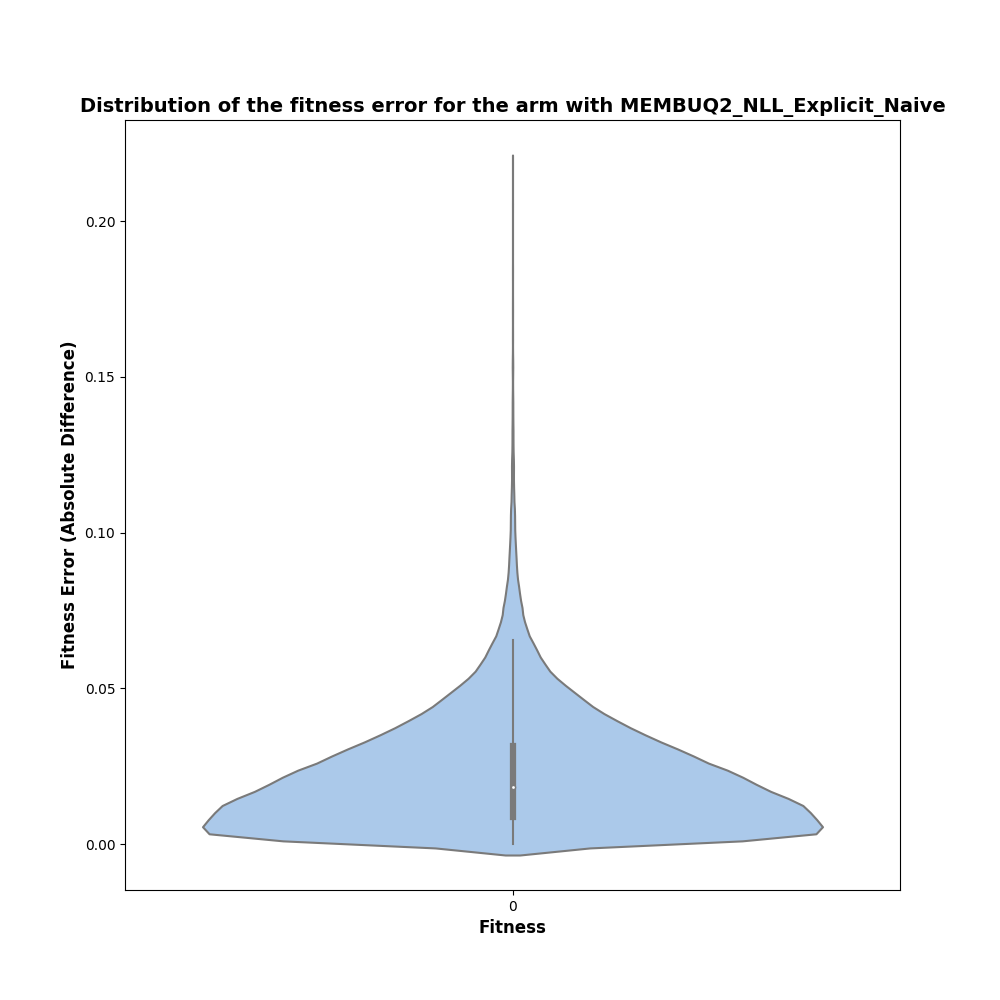 Distribution of the fitness error for the arm with MEMBUQ2_NLL_Explicit_Naive
0.20
0.15
0.10
0.05
0.00
Fitness Error (Absolute Difference)
0
Fitness